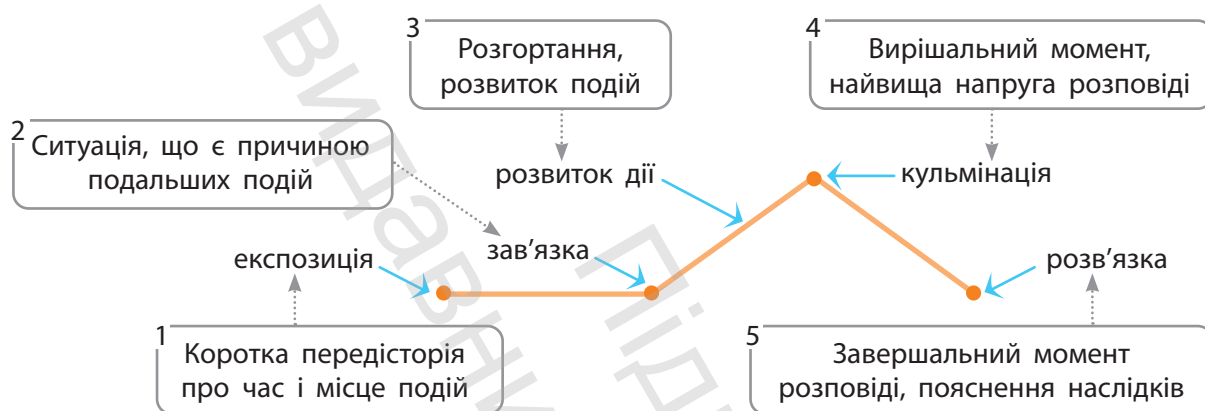 3
Розгортання,
розвиток подій
4
Вирішальний момент,
найвища напруга розповіді
2
Ситуація, що є причиною
подальших подій
розвиток дії
кульмінація
зав’язка
експозиція
розв’язка
1
Коротка передісторія
про час і місце подій
5
Завершальний момент
розповіді, пояснення наслідків